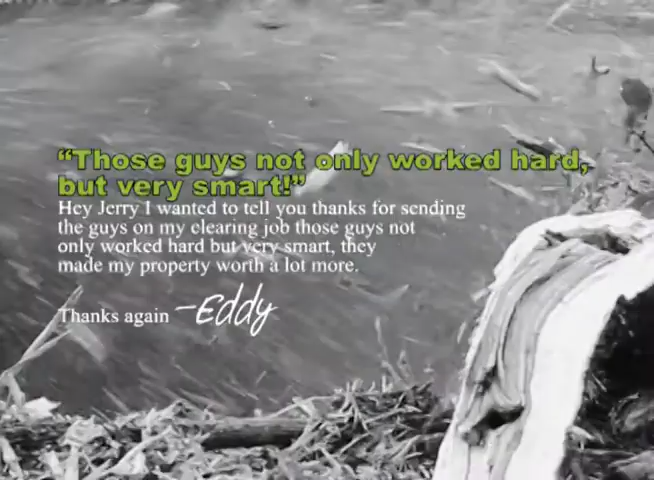 “Those guys not only worked hard,
but very smart!”
Hey Jerry I wanted to tell you thanks for sending
the guys on my clearing job those guys not
only worked hard but very smart, they
made my property worth a lot more.
Thanks again –Eddy